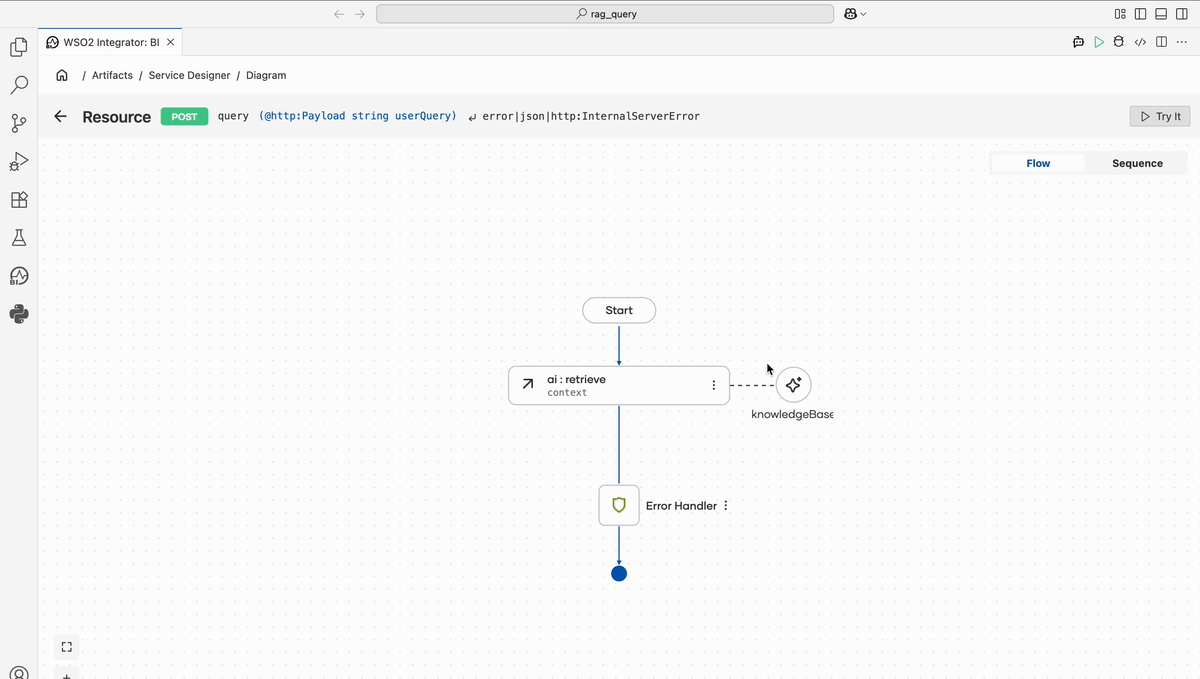 rag_query
WSO2 Integrator: BI
/ Artifacts / Service Designer / Diagram
Resource POST query (@http:Payload string userQuery) error|json|http:InternalServerError
Try It
Flow Sequence
Start
ai : retrieve
context
knowledgeBase
Error Handler
BI